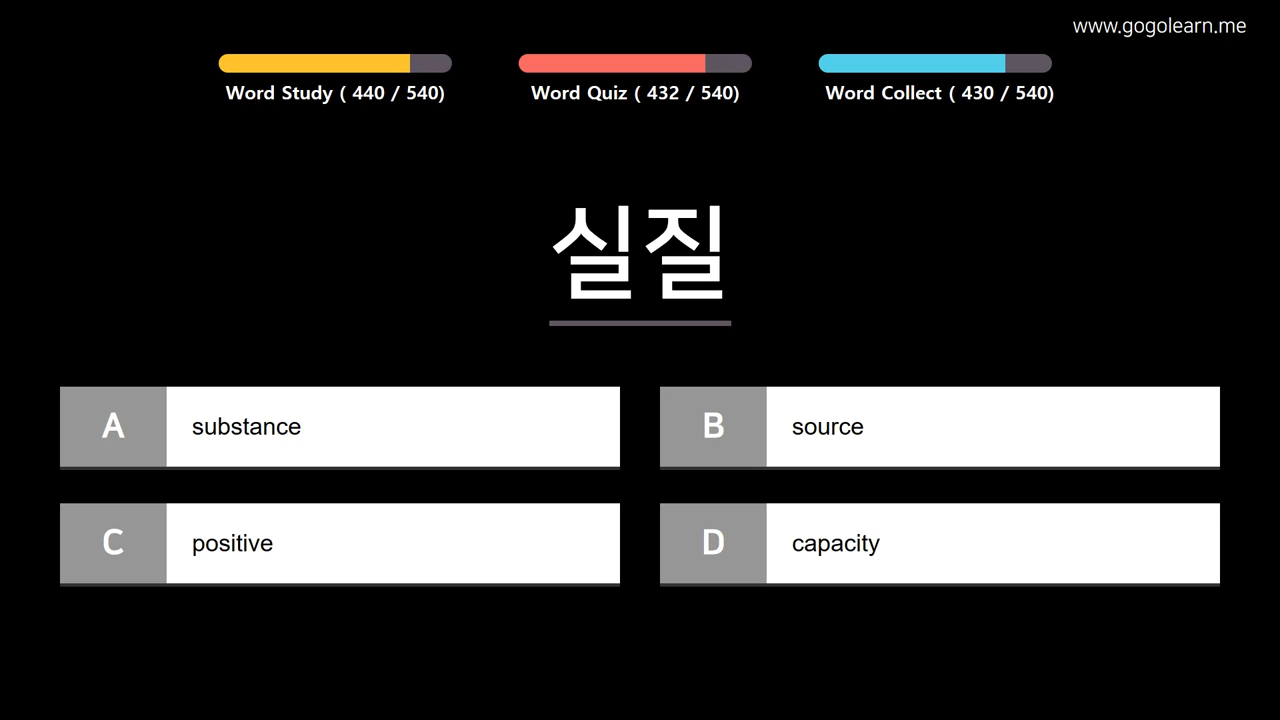 www.gogolearn.me
Word Study ( 440 / 540)
Word Quiz ( 432 / 540)
Word Collect ( 430 / 540)
실질
A substance
B source
C positive
D capacity